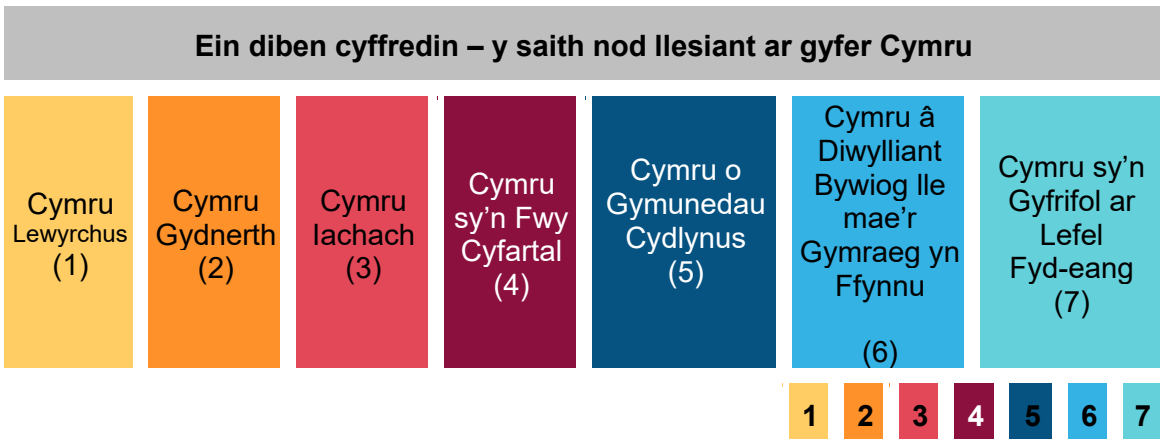 Ein diben cyffredin – y saith nod llesiant ar gyfer Cymru
Cymru
Lewyrchus
(1)
Cymru
Gydnerth
(2)
Cymru
Iachach
(3)
Cymru
sy'n Fwy
Cyfartal
(4)
Cymru o
Gymunedau
Cydlynus
(5)
Cymru â
Diwylliant
Bywiog lle
mae'r
Gymraeg yn
Ffynnu
(6)
Cymru sy'n
Gyfrifol ar
Lefel
Fyd-eang
(7)
1 2 3 4 5 6 7